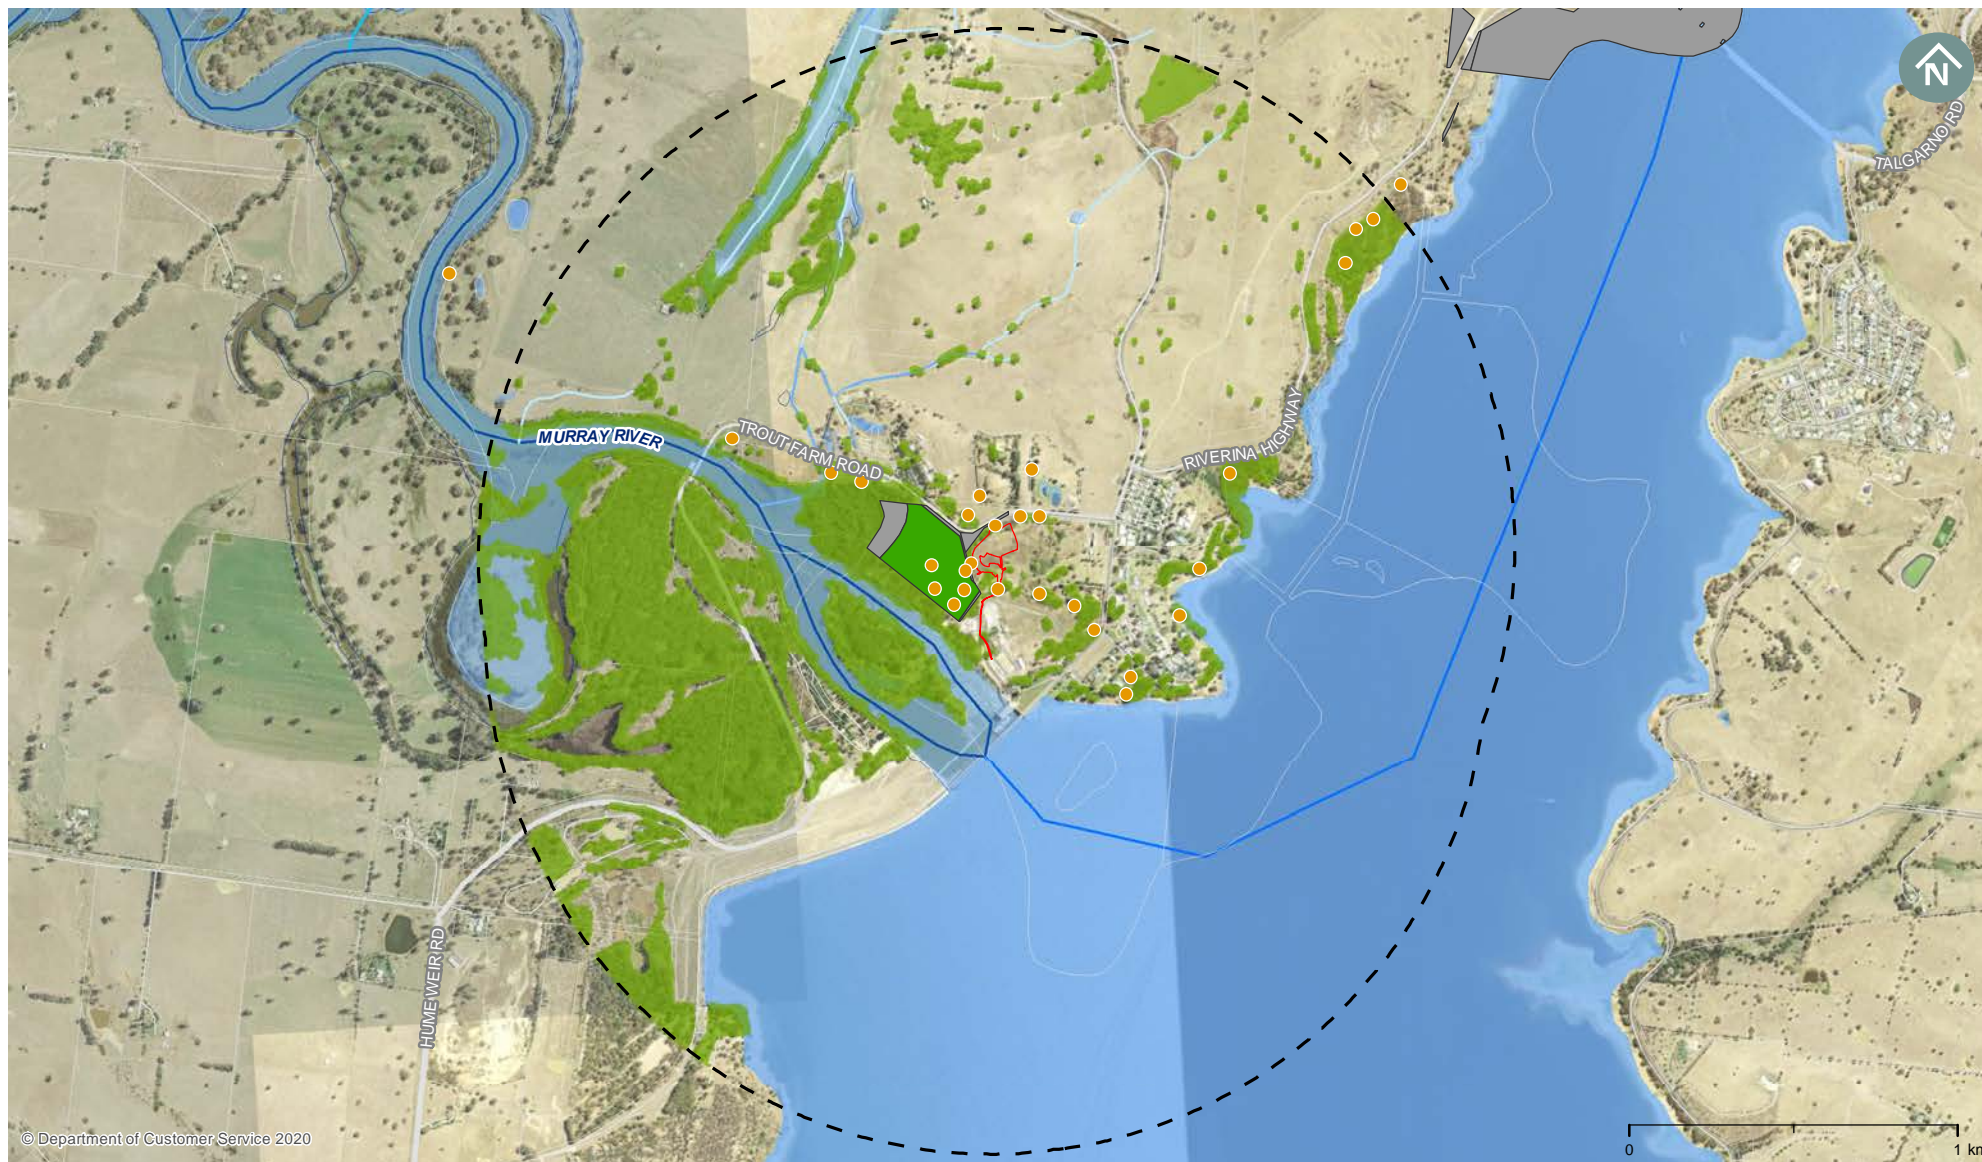 N
TALGARNO RD
MURRAY RIVER
TROUT FARM ROAD
RIVERINA HIGHWAY
HUME WEIR RD
© Department of Customer Service 2020
0
1 km